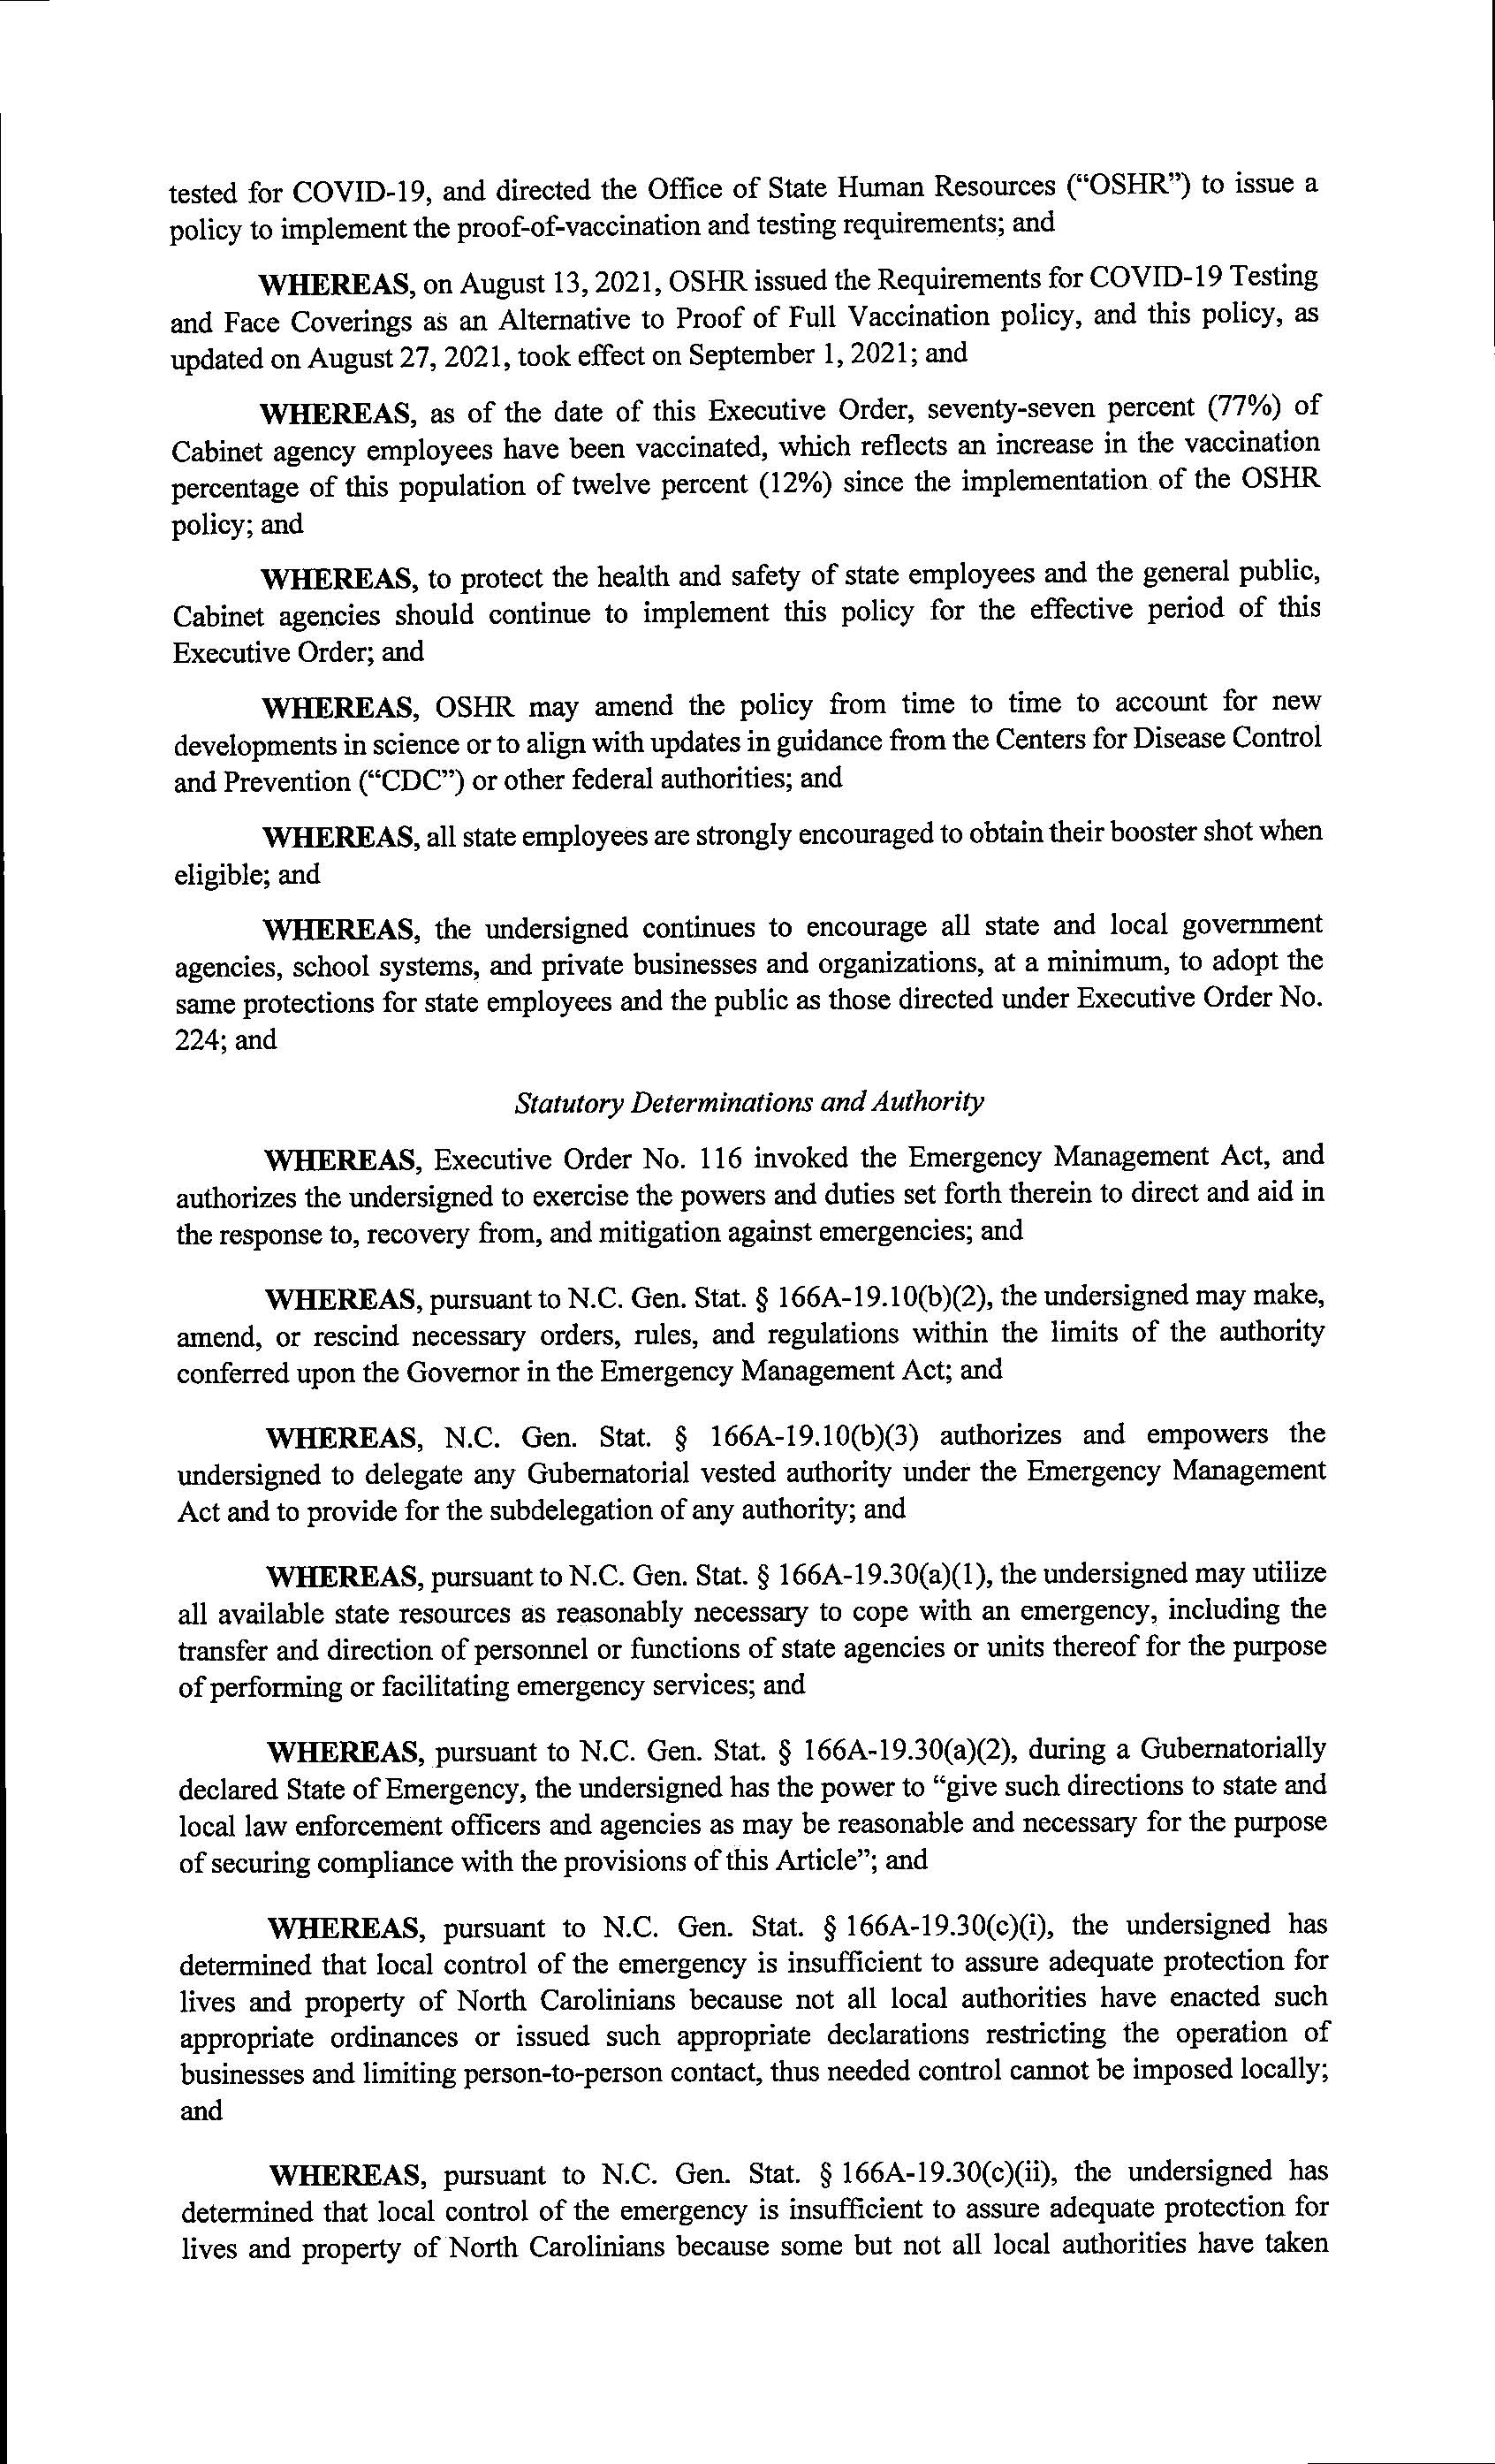 tested for COVID-19, and directed the Office of State Human Resources (“OSHR”) to issue a
policy to implement the proof-of-vaccination and testing requirements; and
WHEREAS, on August 13, 2021, OSHR issued the Requirements for COVID-19 Testing
and Face Coverings as an Alternative to Proof of Full Vaccination policy, and this policy, as
updated on August 27, 2021, took effect on September 1, 2021; and
WHEREAS, as of the date of this Executive Order, seventy-seven percent (77%) of
Cabinet agency employees have been vaccinated, which reflects an increase in the vaccination
percentage of this population of twelve percent (12%) since the implementation of the OSHR
policy; and
WHEREAS, to protect the health and safety of state employees and the general public,
Cabinet agencies should continue to implement this policy for the effective period of this
Executive Order; and
WHEREAS, OSHR may amend the policy from time to time to account for new
developments in science or to align with updates in guidance from the Centers for Disease Control
and Prevention (“CDC”) or other federal authorities; and
WHEREAS, all state employees are strongly encouraged to obtain their booster shot when
eligible; and
WHEREAS, the undersigned continues to encourage all state and local government
agencies, school systems, and private businesses and organizations, at a minimum, to adopt the
same protections for state employees and the public as those directed under Executive Order No.
224; and
Statutory Determinations and Authority
WHEREAS, Executive Order No. 116 invoked the Emergency Management Act, and
authorizes the undersigned to exercise the powers and duties set forth therein to direct and aid in
the response to, recovery from, and mitigation against emergencies; and
WHEREAS, pursuant to N.C. Gen. Stat. § 166A-19.10(b)(2), the undersigned may make,
amend, or rescind necessary orders, rules, and regulations within the limits of the authority
conferred upon the Governor in the Emergency Management Act; and
WHEREAS, N.C. Gen. Stat. § 166A-19.10(b)(3) authorizes and empowers the
undersigned to delegate any Gubernatorial vested authority under the Emergency Management
Act and to provide for the subdelegation of any authority; and
WHEREAS, pursuant to N.C. Gen. Stat. § 166A-19.30(a)(1), the undersigned may utilize
all available state resources as reasonably necessary to cope with an emergency, including the
transfer and direction of personnel or functions of state agencies or units thereof for the purpose
of performing or facilitating emergency services; and
WHEREAS, pursuant to N.C. Gen. Stat. § 166A-19.30(a)(2), during a Gubernatorially
declared State of Emergency, the undersigned has the power to “give such directions to state and
local law enforcement officers and agencies as may be reasonable and necessary for the purpose
of securing compliance with the provisions of this Article”; and
WHEREAS, pursuant to N.C. Gen. Stat. § 166A-19.30(c)(i), the undersigned has
determined that local control of the emergency is insufficient to assure adequate protection for
lives and property of North Carolinians because not all local authorities have enacted such
appropriate ordinances or issued such appropriate declarations restricting the operation of
businesses and limiting person-to-person contact, thus needed control cannot be imposed locally;
and
WHEREAS, pursuant to N.C. Gen. Stat. § 166A-19.30(c)(ii), the undersigned has
determined that local control of the emergency is insufficient to assure adequate protection for
lives and property of North Carolinians because some but not all local authorities have taken